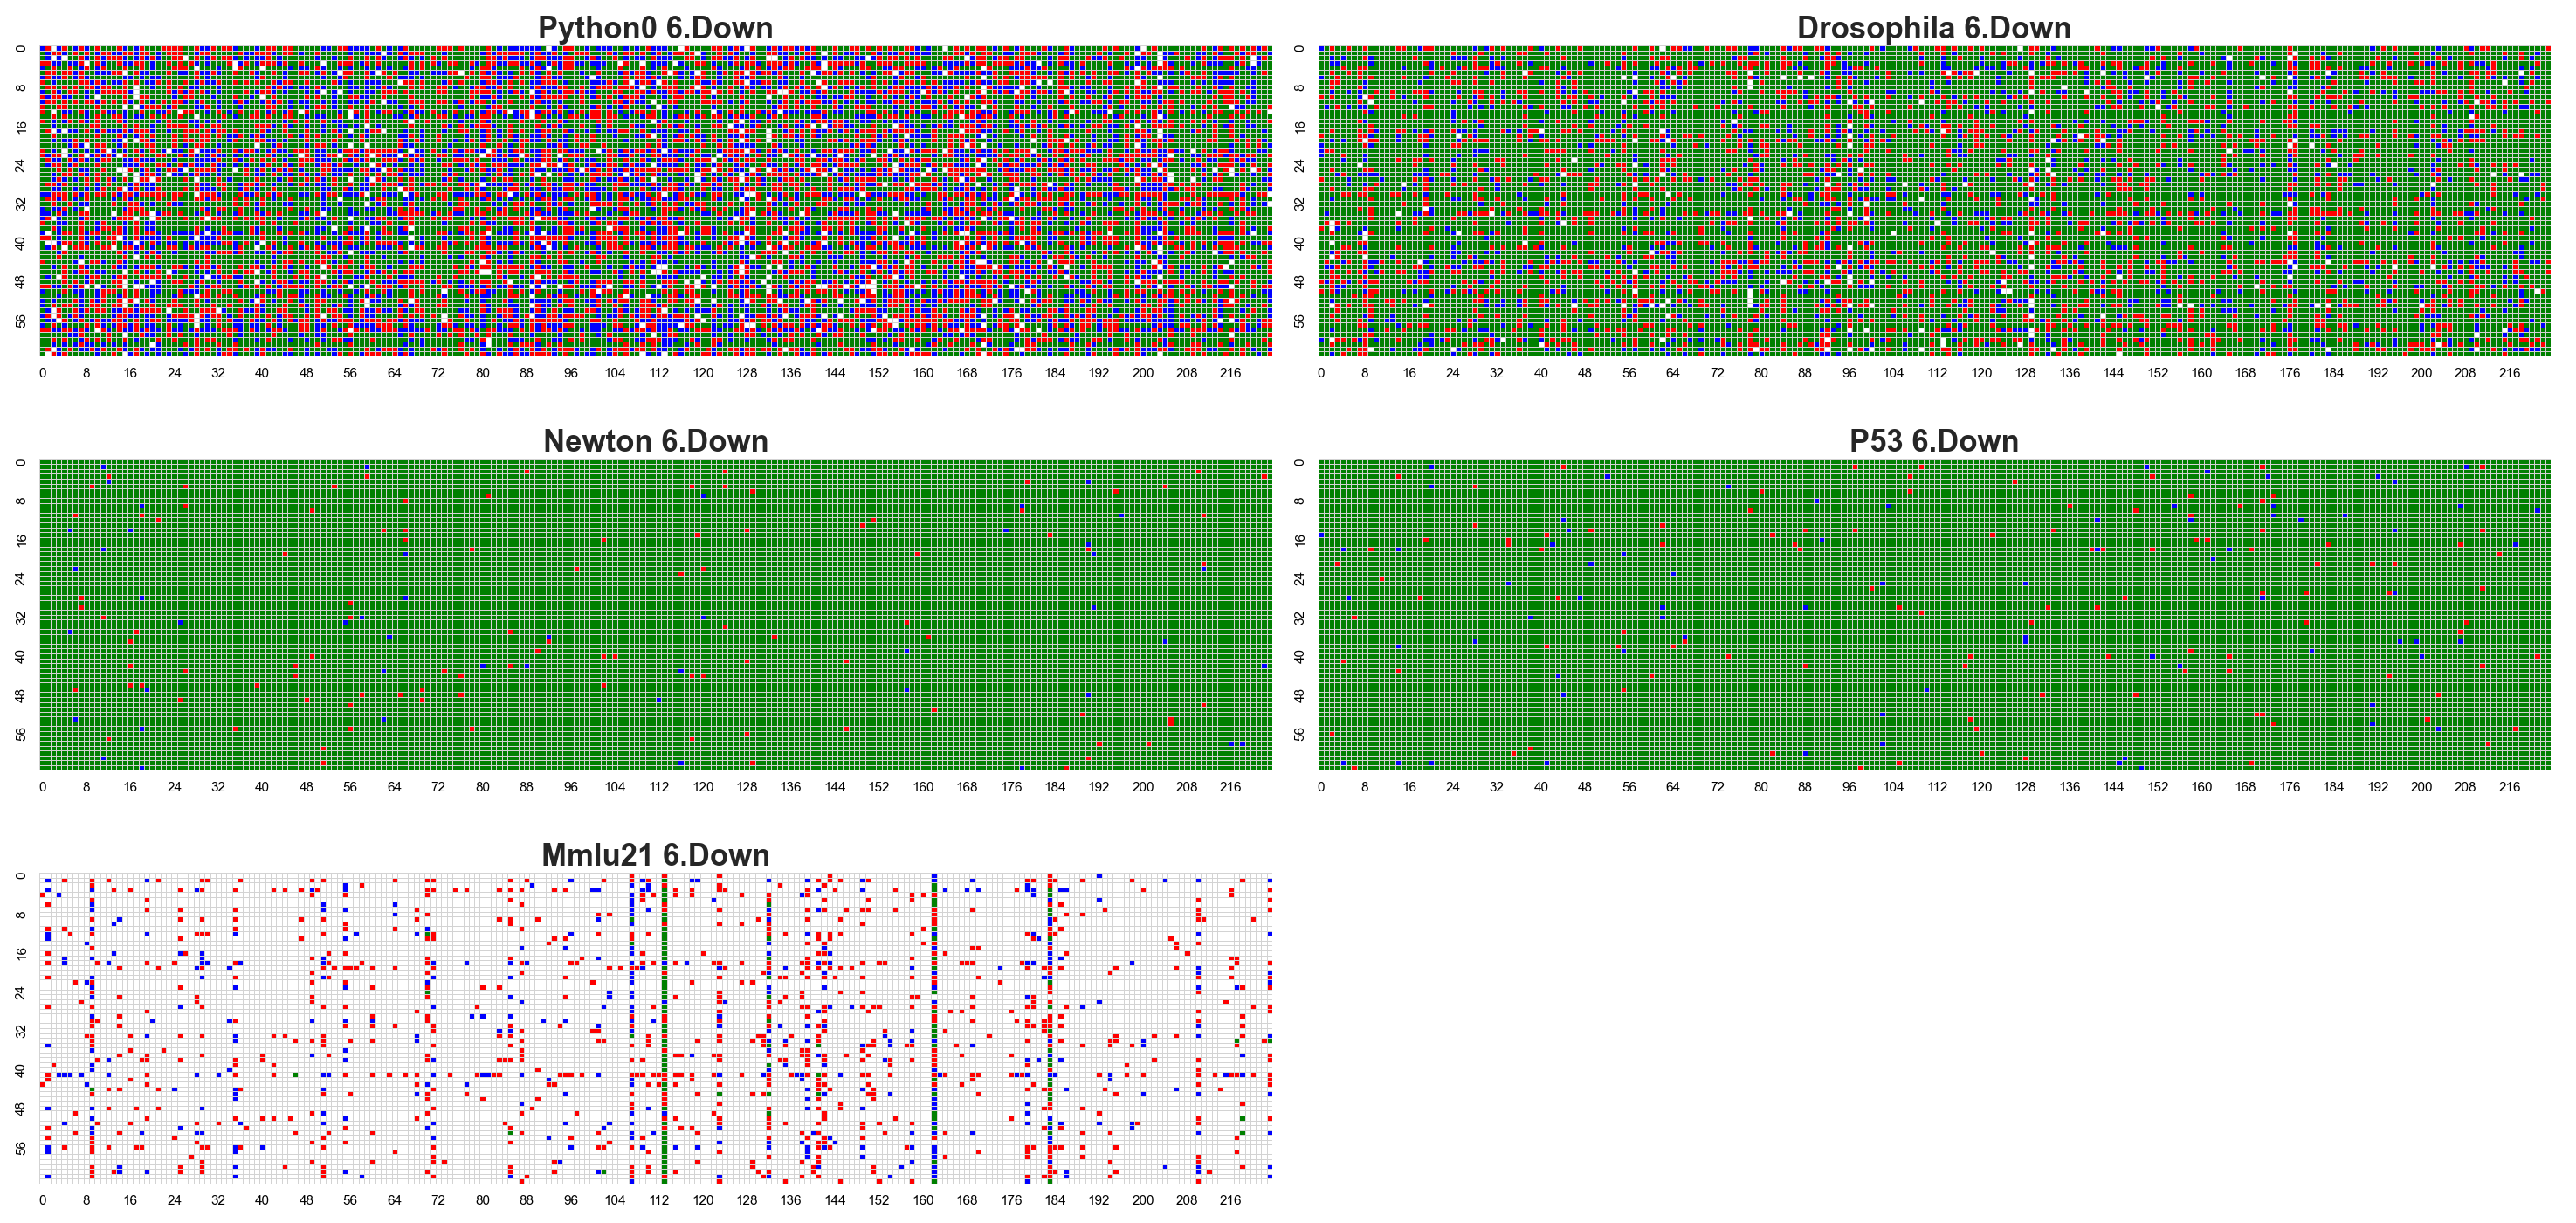 Python0 6.Down
0 8 16 24 32 40 48 56
0 8 16 24 32 40 48 56 64 72 80 88 96 104 112 120 128 136 144 152 160 168 176 184 192 200 208 216
Drosophila 6.Down
0 8 16 24 32 40 48 56
0 8 16 24 32 40 48 56 64 72 80 88 96 104 112 120 128 136 144 152 160 168 176 184 192 200 208 216
Newton 6.Down
0 8 16 24 32 40 48 56
0 8 16 24 32 40 48 56 64 72 80 88 96 104 112 120 128 136 144 152 160 168 176 184 192 200 208 216
P53 6.Down
0 8 16 24 32 40 48 56
0 8 16 24 32 40 48 56 64 72 80 88 96 104 112 120 128 136 144 152 160 168 176 184 192 200 208 216
Mmlu21 6.Down
0 8 16 24 32 40 48 56
0 8 16 24 32 40 48 56 64 72 80 88 96 104 112 120 128 136 144 152 160 168 176 184 192 200 208 216